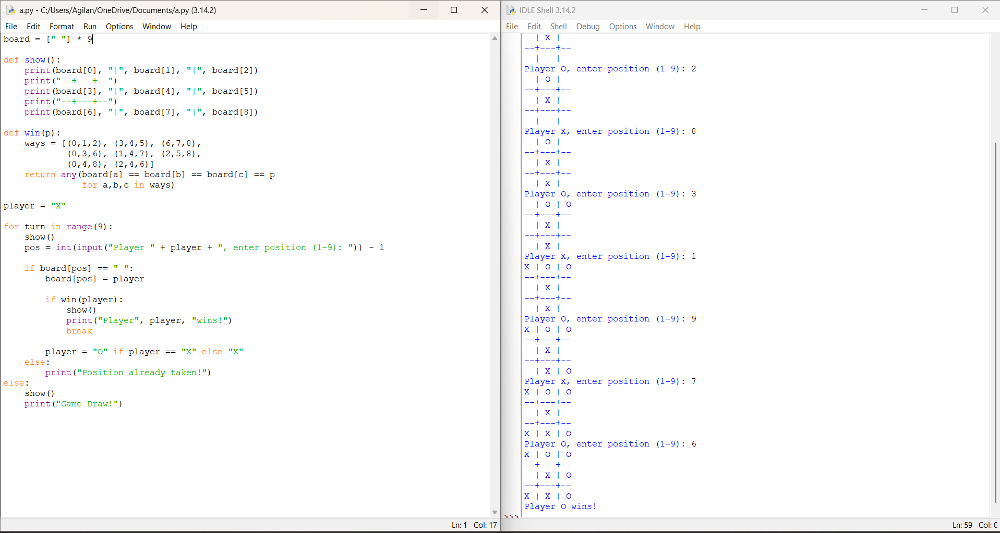 a.py - C:/Users/Agilan/OneDrive/Documents/a.py (3.14.2)
File Edit Format Run Options Window Help
board = [" "] * 9

def show():
    print(board[0], "|", board[1], "|", board[2])
    print("--+---+--")
    print(board[3], "|", board[4], "|", board[5])
    print("--+---+--")
    print(board[6], "|", board[7], "|", board[8])

def win(p):
    ways = [(0,1,2), (3,4,5), (6,7,8),
            (0,3,6), (1,4,7), (2,5,8),
            (0,4,8), (2,4,6)]
    return any(board[a] == board[b] == board[c] == p
               for a,b,c in ways)

player = "X"

for turn in range(9):
    show()
    pos = int(input("Player " + player + ", enter position (1-9): ")) - 1

    if board[pos] == " ":
        board[pos] = player

        if win(player):
            show()
            print("Player", player, "wins!")
            break

        player = "O" if player == "X" else "X"
    else:
        print("Position already taken!")
else:
    show()
    print("Game Draw!")
Ln: 1 Col: 17
IDLE Shell 3.14.2
File Edit Shell Debug Options Window Help
  | X |
--+---+--
  |   |
Player O, enter position (1-9): 2
  | O |
--+---+--
  | X |
--+---+--
  |   |
Player X, enter position (1-9): 8
  | O |
--+---+--
  | X |
--+---+--
  | X |
Player O, enter position (1-9): 3
  | O | O
--+---+--
  | X |
--+---+--
  | X |
Player X, enter position (1-9): 1
X | O | O
--+---+--
  | X |
--+---+--
  | X |
Player O, enter position (1-9): 9
X | O | O
--+---+--
  | X |
--+---+--
  | X | O
Player X, enter position (1-9): 7
X | O | O
--+---+--
  | X |
--+---+--
X | X | O
Player O, enter position (1-9): 6
X | O | O
--+---+--
  | X | O
--+---+--
X | X | O
Player O wins!
>>>
Ln: 59 Col: 0